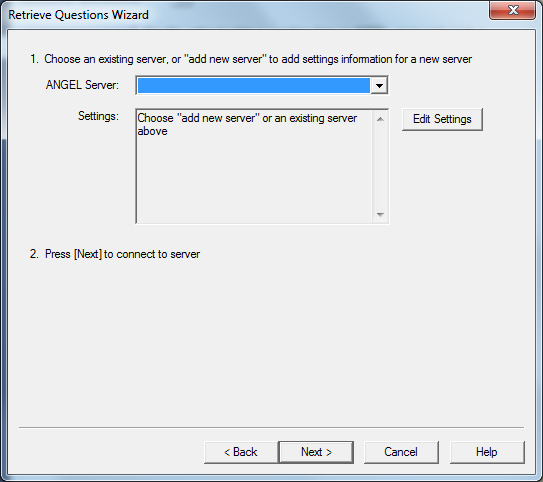 Retrieve Questions Wizard
1. Choose an existing server, or "add new server" to add settings information for a new server
ANGEL Server:
Settings:
Choose "add new server" or an existing server
above
Edit Settings
2. Press [Next] to connect to server
< Back
Next >
Cancel
Help